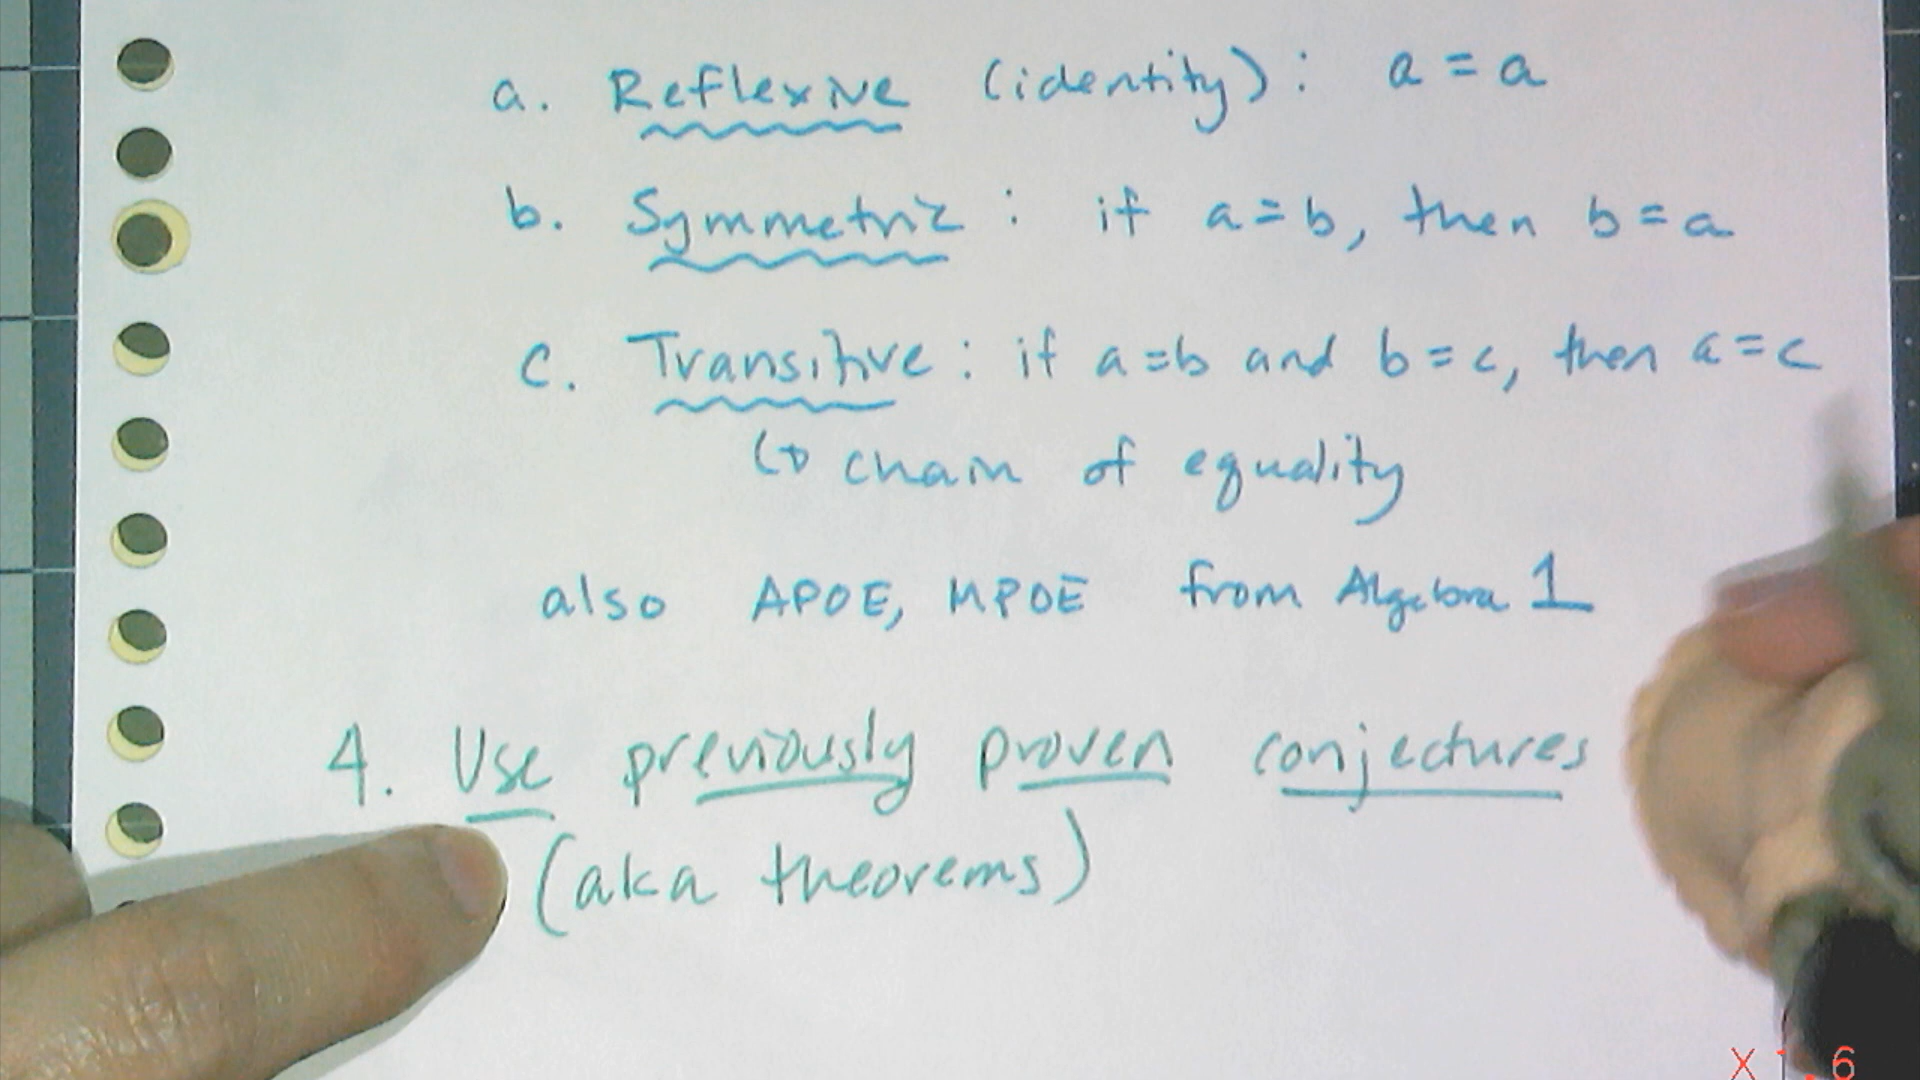 a. Reflexive (identity): a = a
b. Symmetric: if a = b, then b = a
c. Transitive: if a = b and b = c, then a = c
↳ chain of equality
also APOE, MPOE from Algebra 1
4. Use previously proven conjectures
(aka theorems)